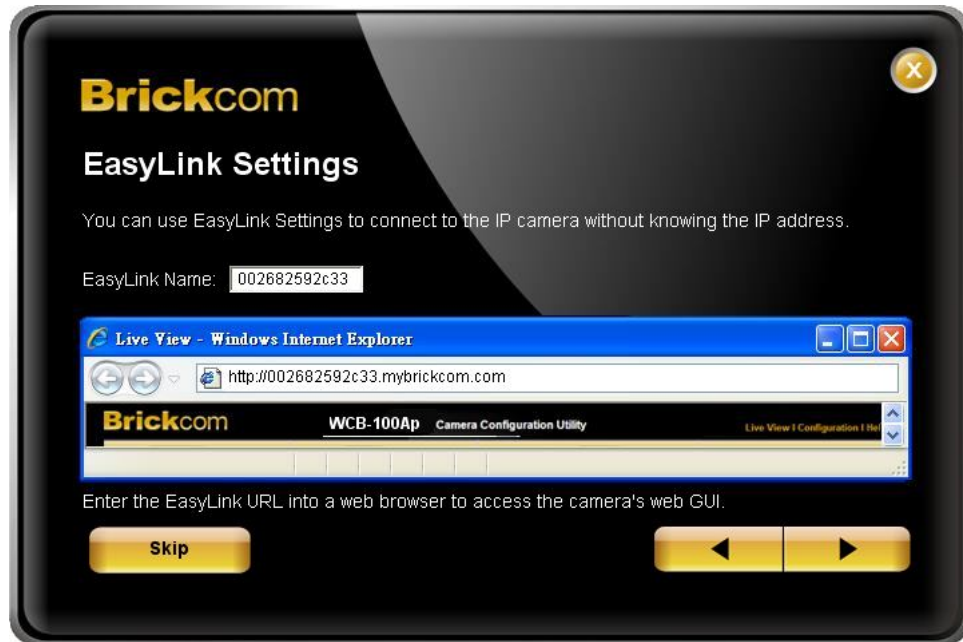 Brickcom
EasyLink Settings
You can use EasyLink Settings to connect to the IP camera without knowing the IP address.
EasyLink Name: 002682592c33
Live View - Windows Internet Explorer
http://002682592c33.mybrickcom.com
Brickcom WCB-100Ap Camera Configuration Utility Live View I Configuration I Hel
Enter the EasyLink URL into a web browser to access the camera's web GUI.
Skip